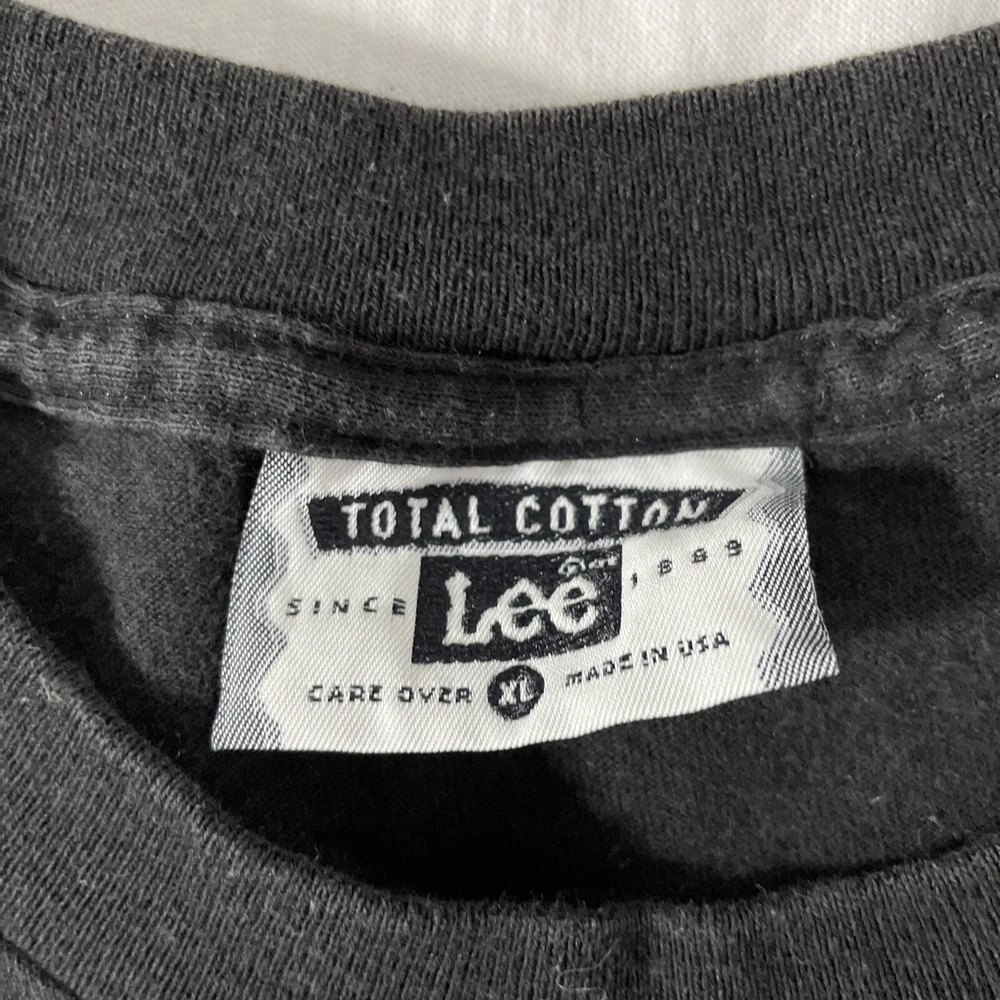 TOTAL COTTON
Lee
SINCE 1889
CARE OVER XL MADE IN USA